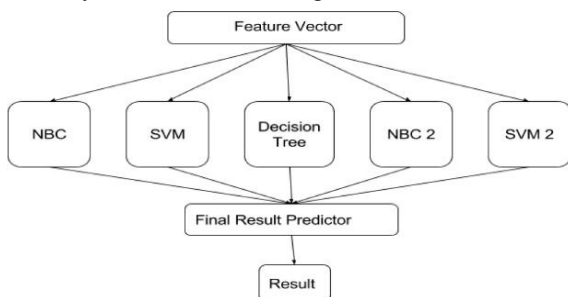 Feature Vector
NBC
SVM
Decision
Tree
NBC 2
SVM 2
Final Result Predictor
Result